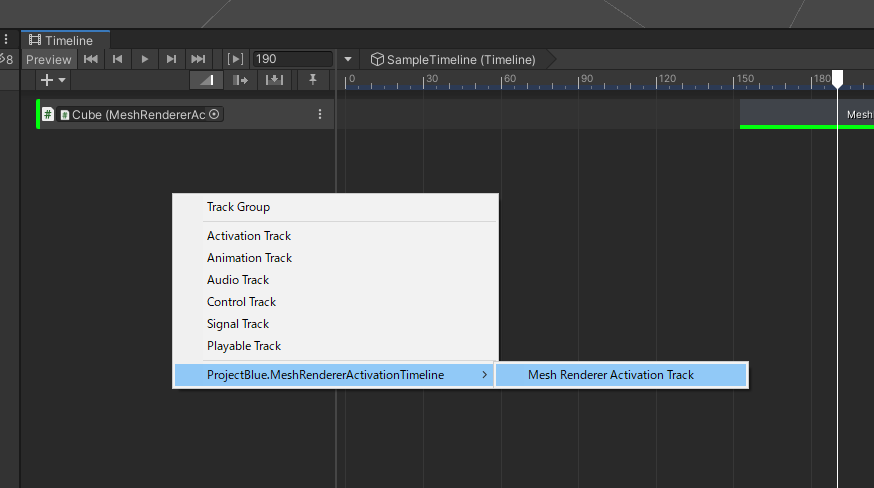 Timeline
8
Preview
190
SampleTimeline (Timeline)
0 30 60 90 120 150 180
# # Cube (MeshRendererAc
Mesh
Track Group
Activation Track
Animation Track
Audio Track
Control Track
Signal Track
Playable Track
ProjectBlue.MeshRendererActivationTimeline
Mesh Renderer Activation Track